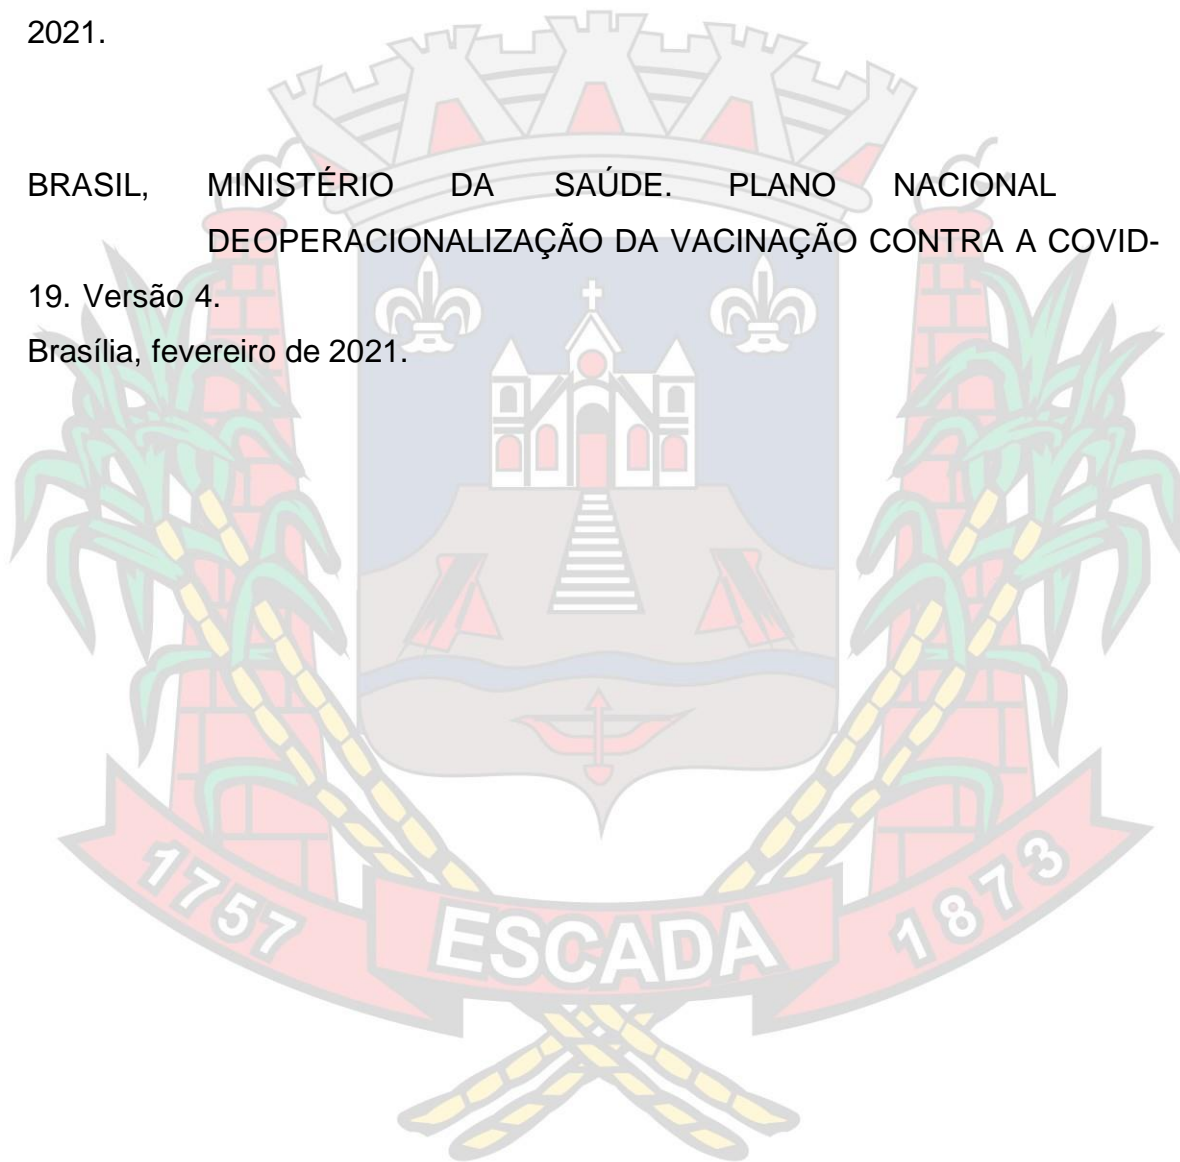 2021.
BRASIL, MINISTÉRIO DA SAÚDE. PLANO NACIONAL
DEOPERACIONALIZAÇÃO DA VACINAÇÃO CONTRA A COVID-
19. Versão 4.
Brasília, fevereiro de 2021.
1757
ESCADA
1873